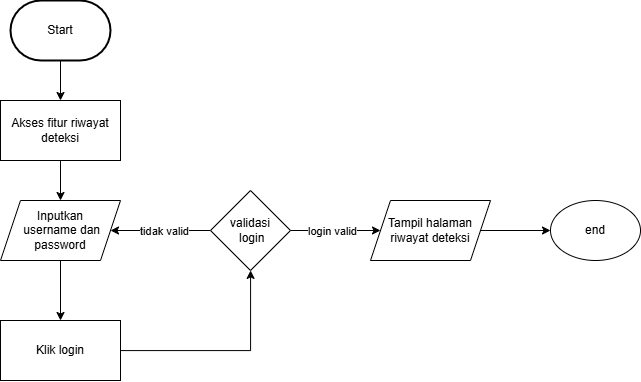 Start
Akses fitur riwayat
deteksi
Inputkan
username dan
password
tidak valid
validasi
login
login valid
Tampil halaman
riwayat deteksi
end
Klik login